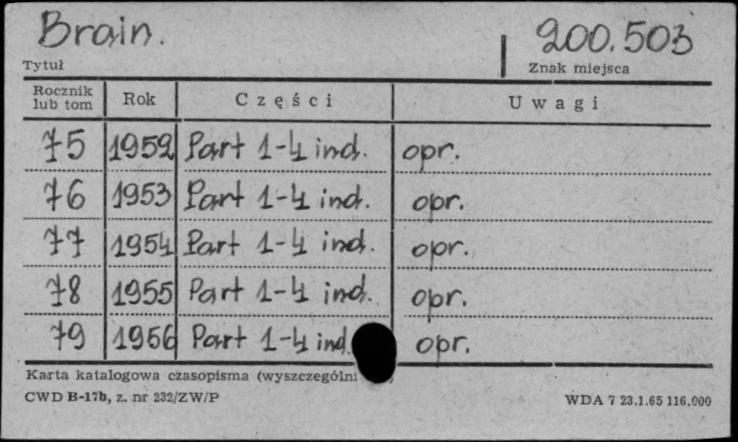 Brain. 200.503
Tytuł Znak miejsca
Rocznik lub tom Rok Części Uwagi
75 1952 Part 1-4 ind. opr.
76 1953 Part 1-4 ind. opr.
77 1954 Part 1-4 ind. opr.
78 1955 Part 1-4 ind. opr.
79 1956 Part 1-4 ind. opr.
Karta katalogowa czasopisma (wyszczególni
CWD B-17b, z. nr 232/ZW/P WDA 7 23.1.65 116.000